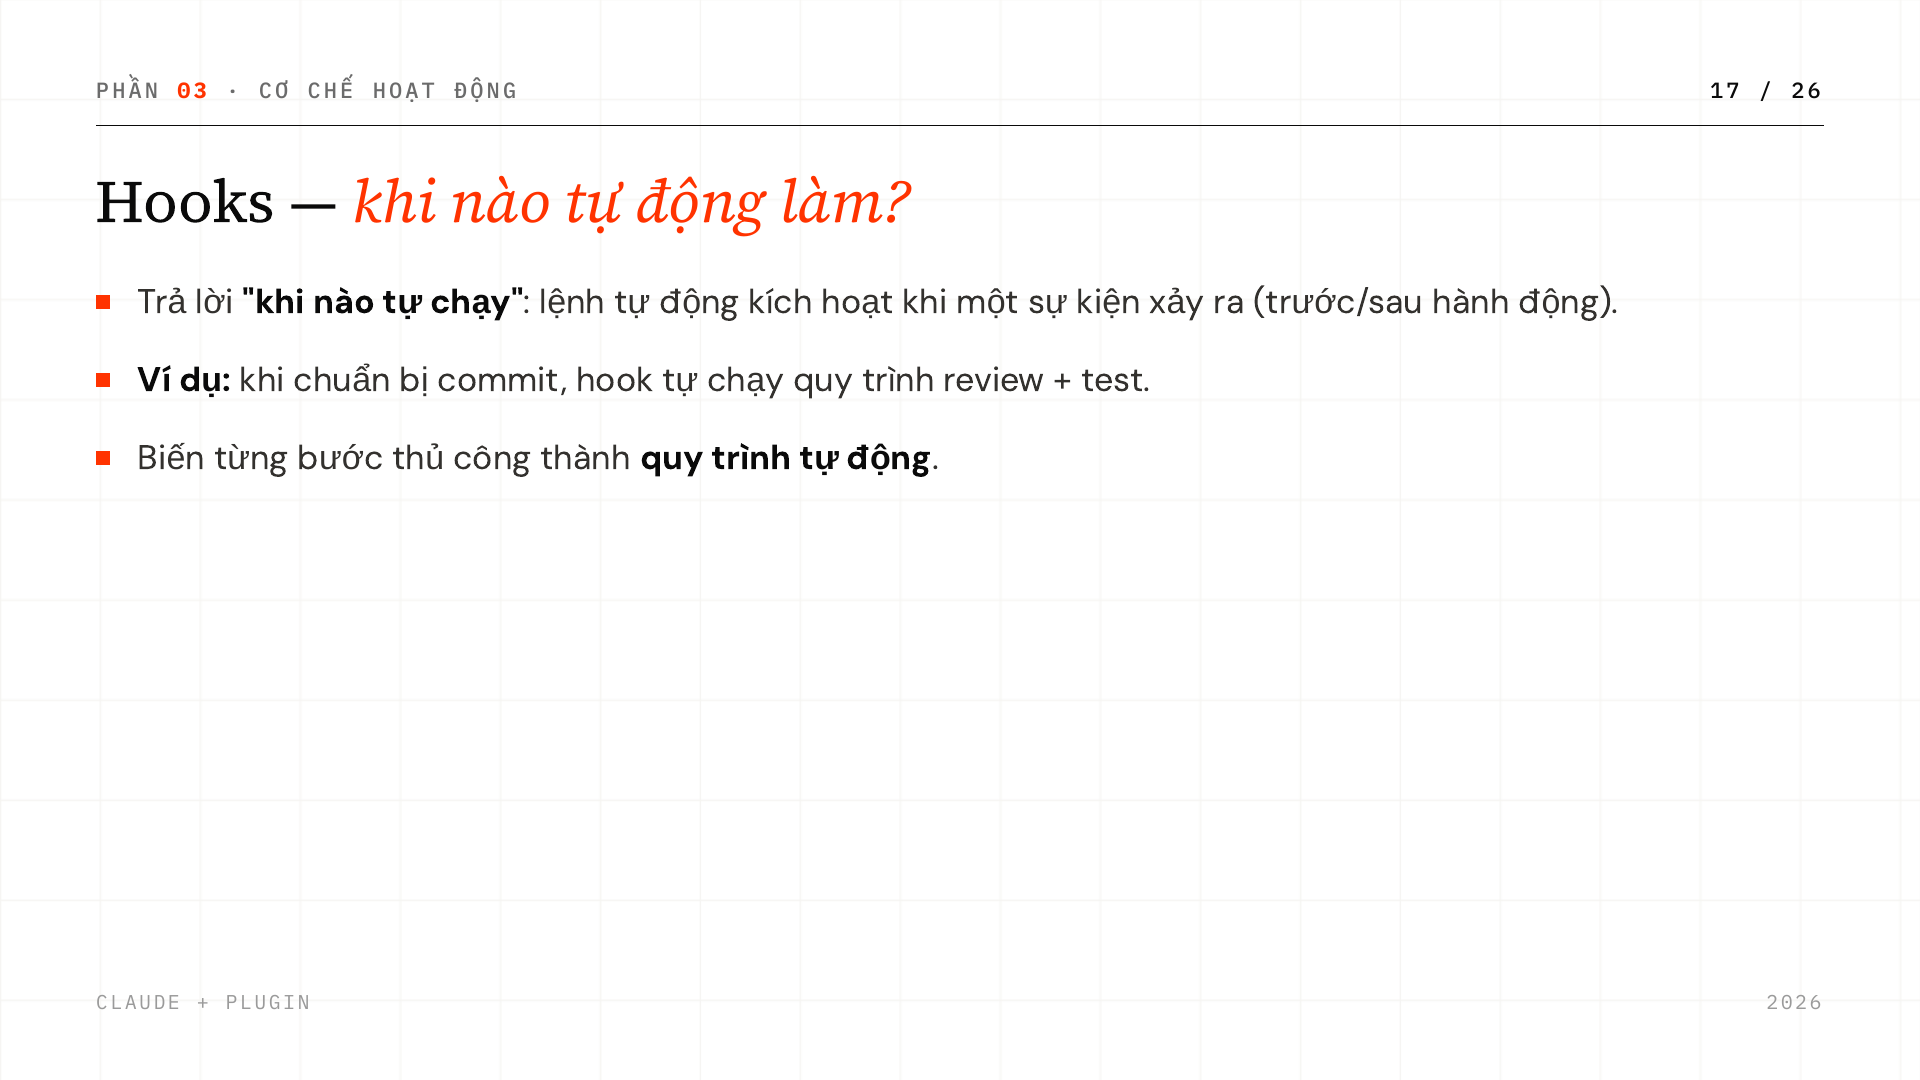 PHẦN 03 · CƠ CHẾ HOẠT ĐỘNG
17 / 26
Hooks — khi nào tự động làm?
Trả lời "khi nào tự chạy": lệnh tự động kích hoạt khi một sự kiện xảy ra (trước/sau hành động).
Ví dụ: khi chuẩn bị commit, hook tự chạy quy trình review + test.
Biến từng bước thủ công thành quy trình tự động.
CLAUDE + PLUGIN
2026